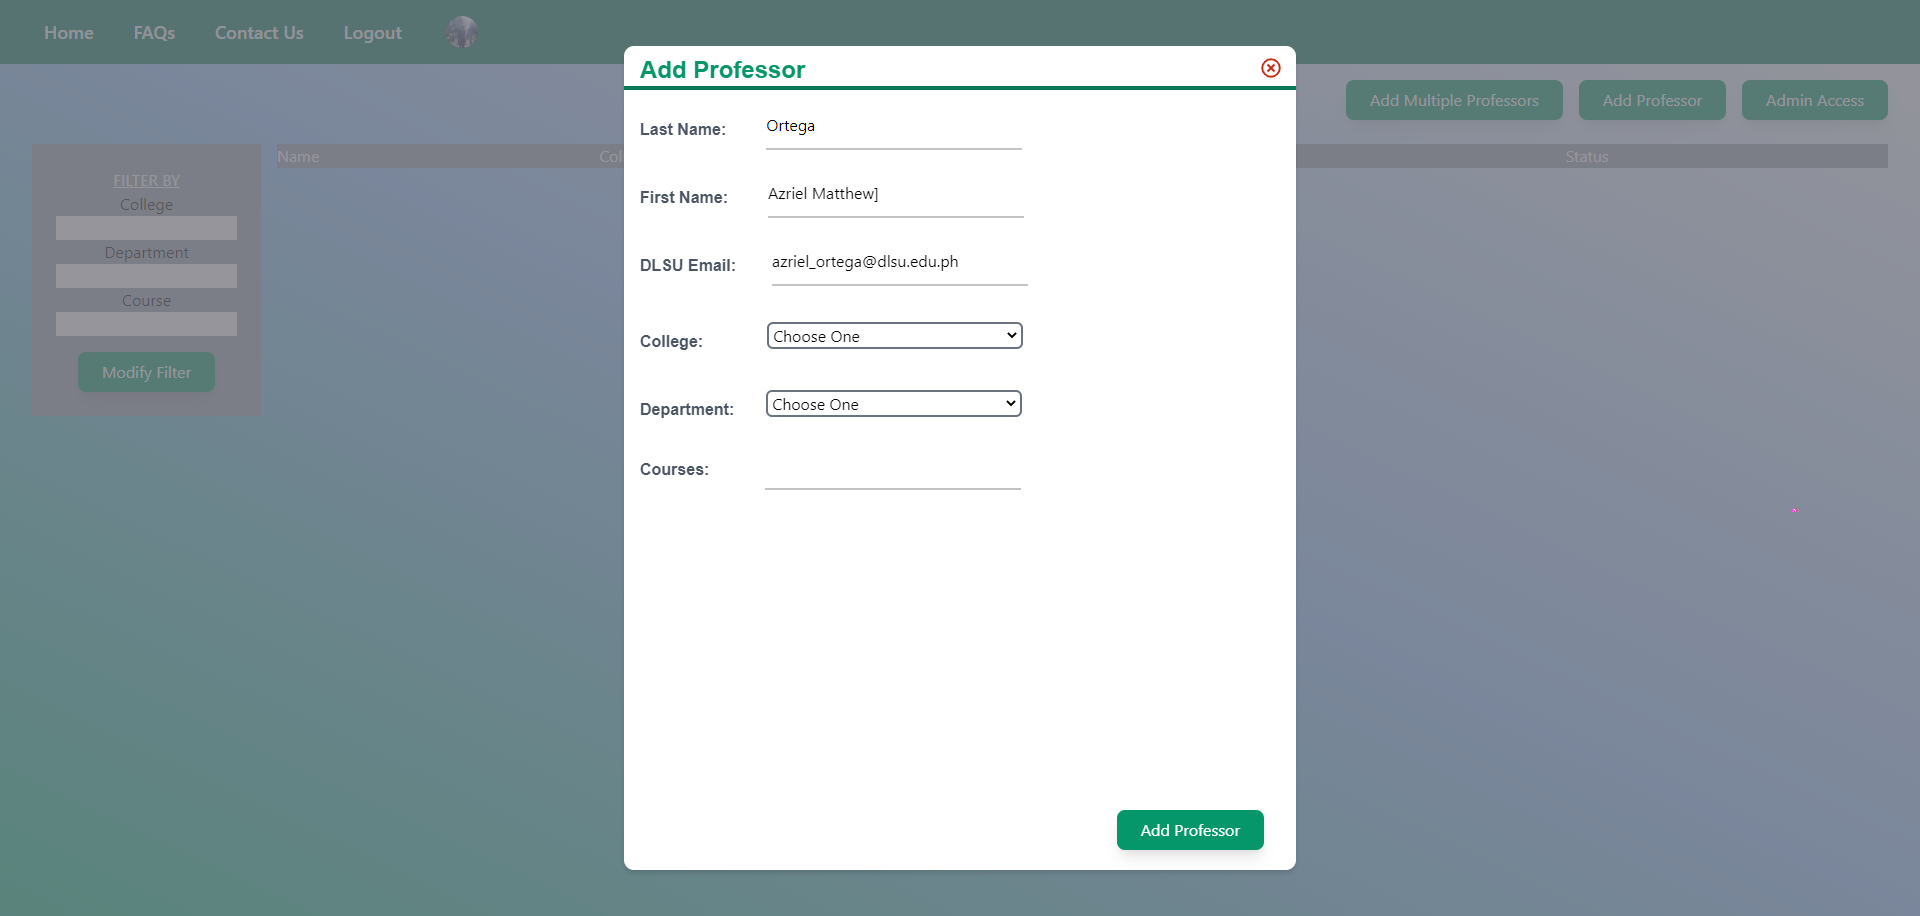 Home FAQs Contact Us Logout
Add Multiple Professors Add Professor Admin Access
Name Col Status
FILTER BY
College
Department
Course
Modify Filter
Add Professor
Last Name: Ortega
First Name: Azriel Matthew]
DLSU Email: azriel_ortega@dlsu.edu.ph
College: Choose One
Department: Choose One
Courses:
Add Professor